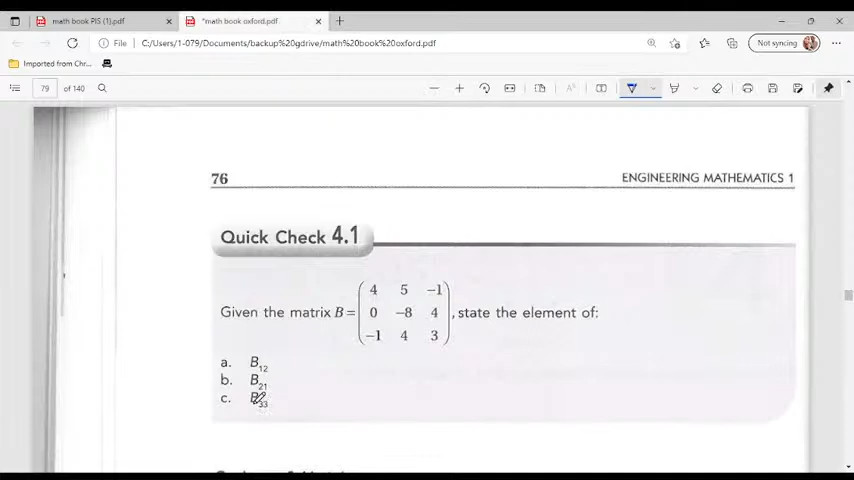 math book PIS (1).pdf
*math book oxford.pdf
File
C:/Users/1-079/Documents/backup%20gdrive/math%20book%20oxford.pdf
Not syncing
Imported from Chr...
79 of 140
76
ENGINEERING MATHEMATICS 1
Quick Check 4.1
4 5 -1
Given the matrix B = 0 -8 4 , state the element of:
-1 4 3
a. B12
b. B21
c. B33